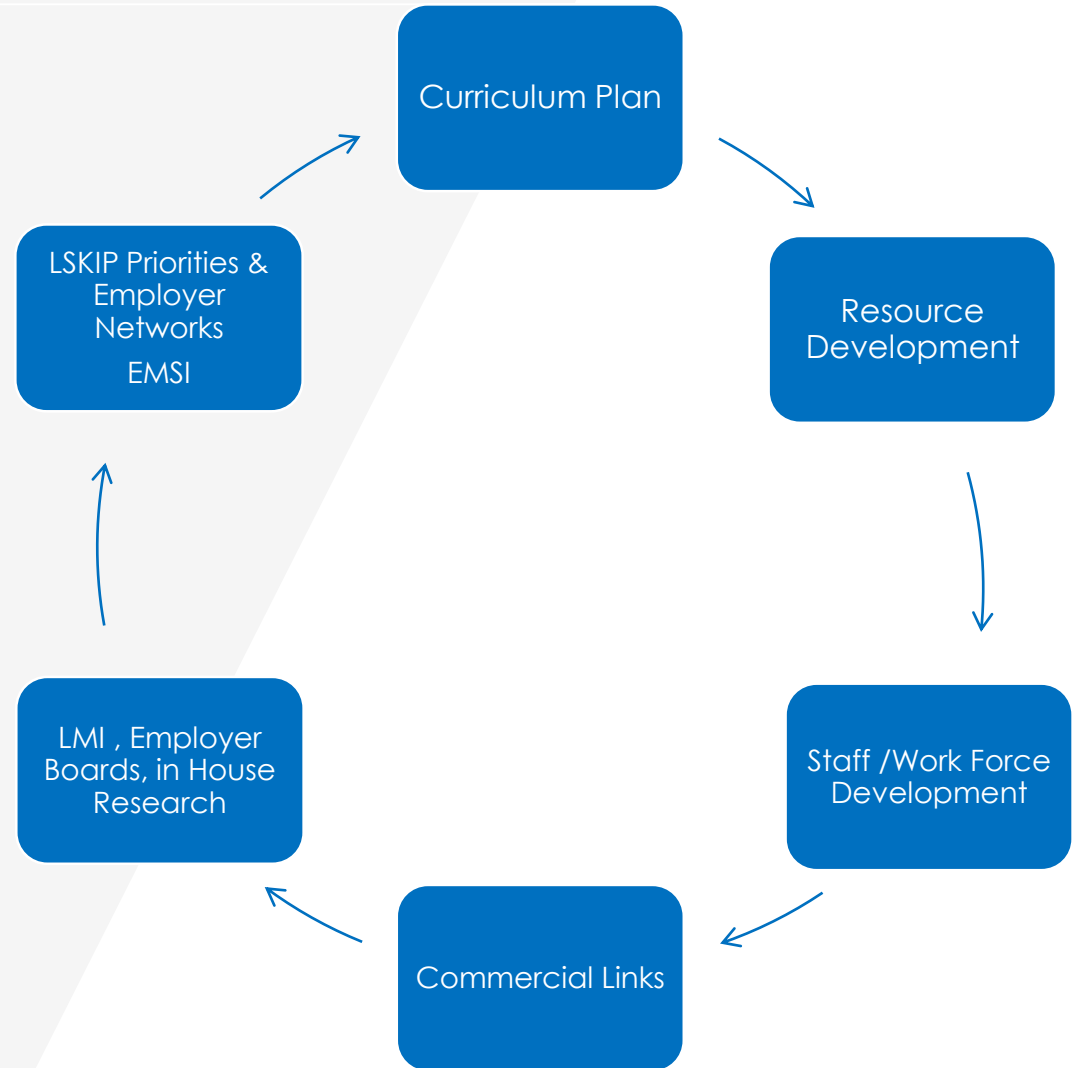 Curriculum Plan
Resource
Development
Staff /Work Force
Development
Commercial Links
LMI , Employer
Boards, in House
Research
LSKIP Priorities &
Employer
Networks
EMSI